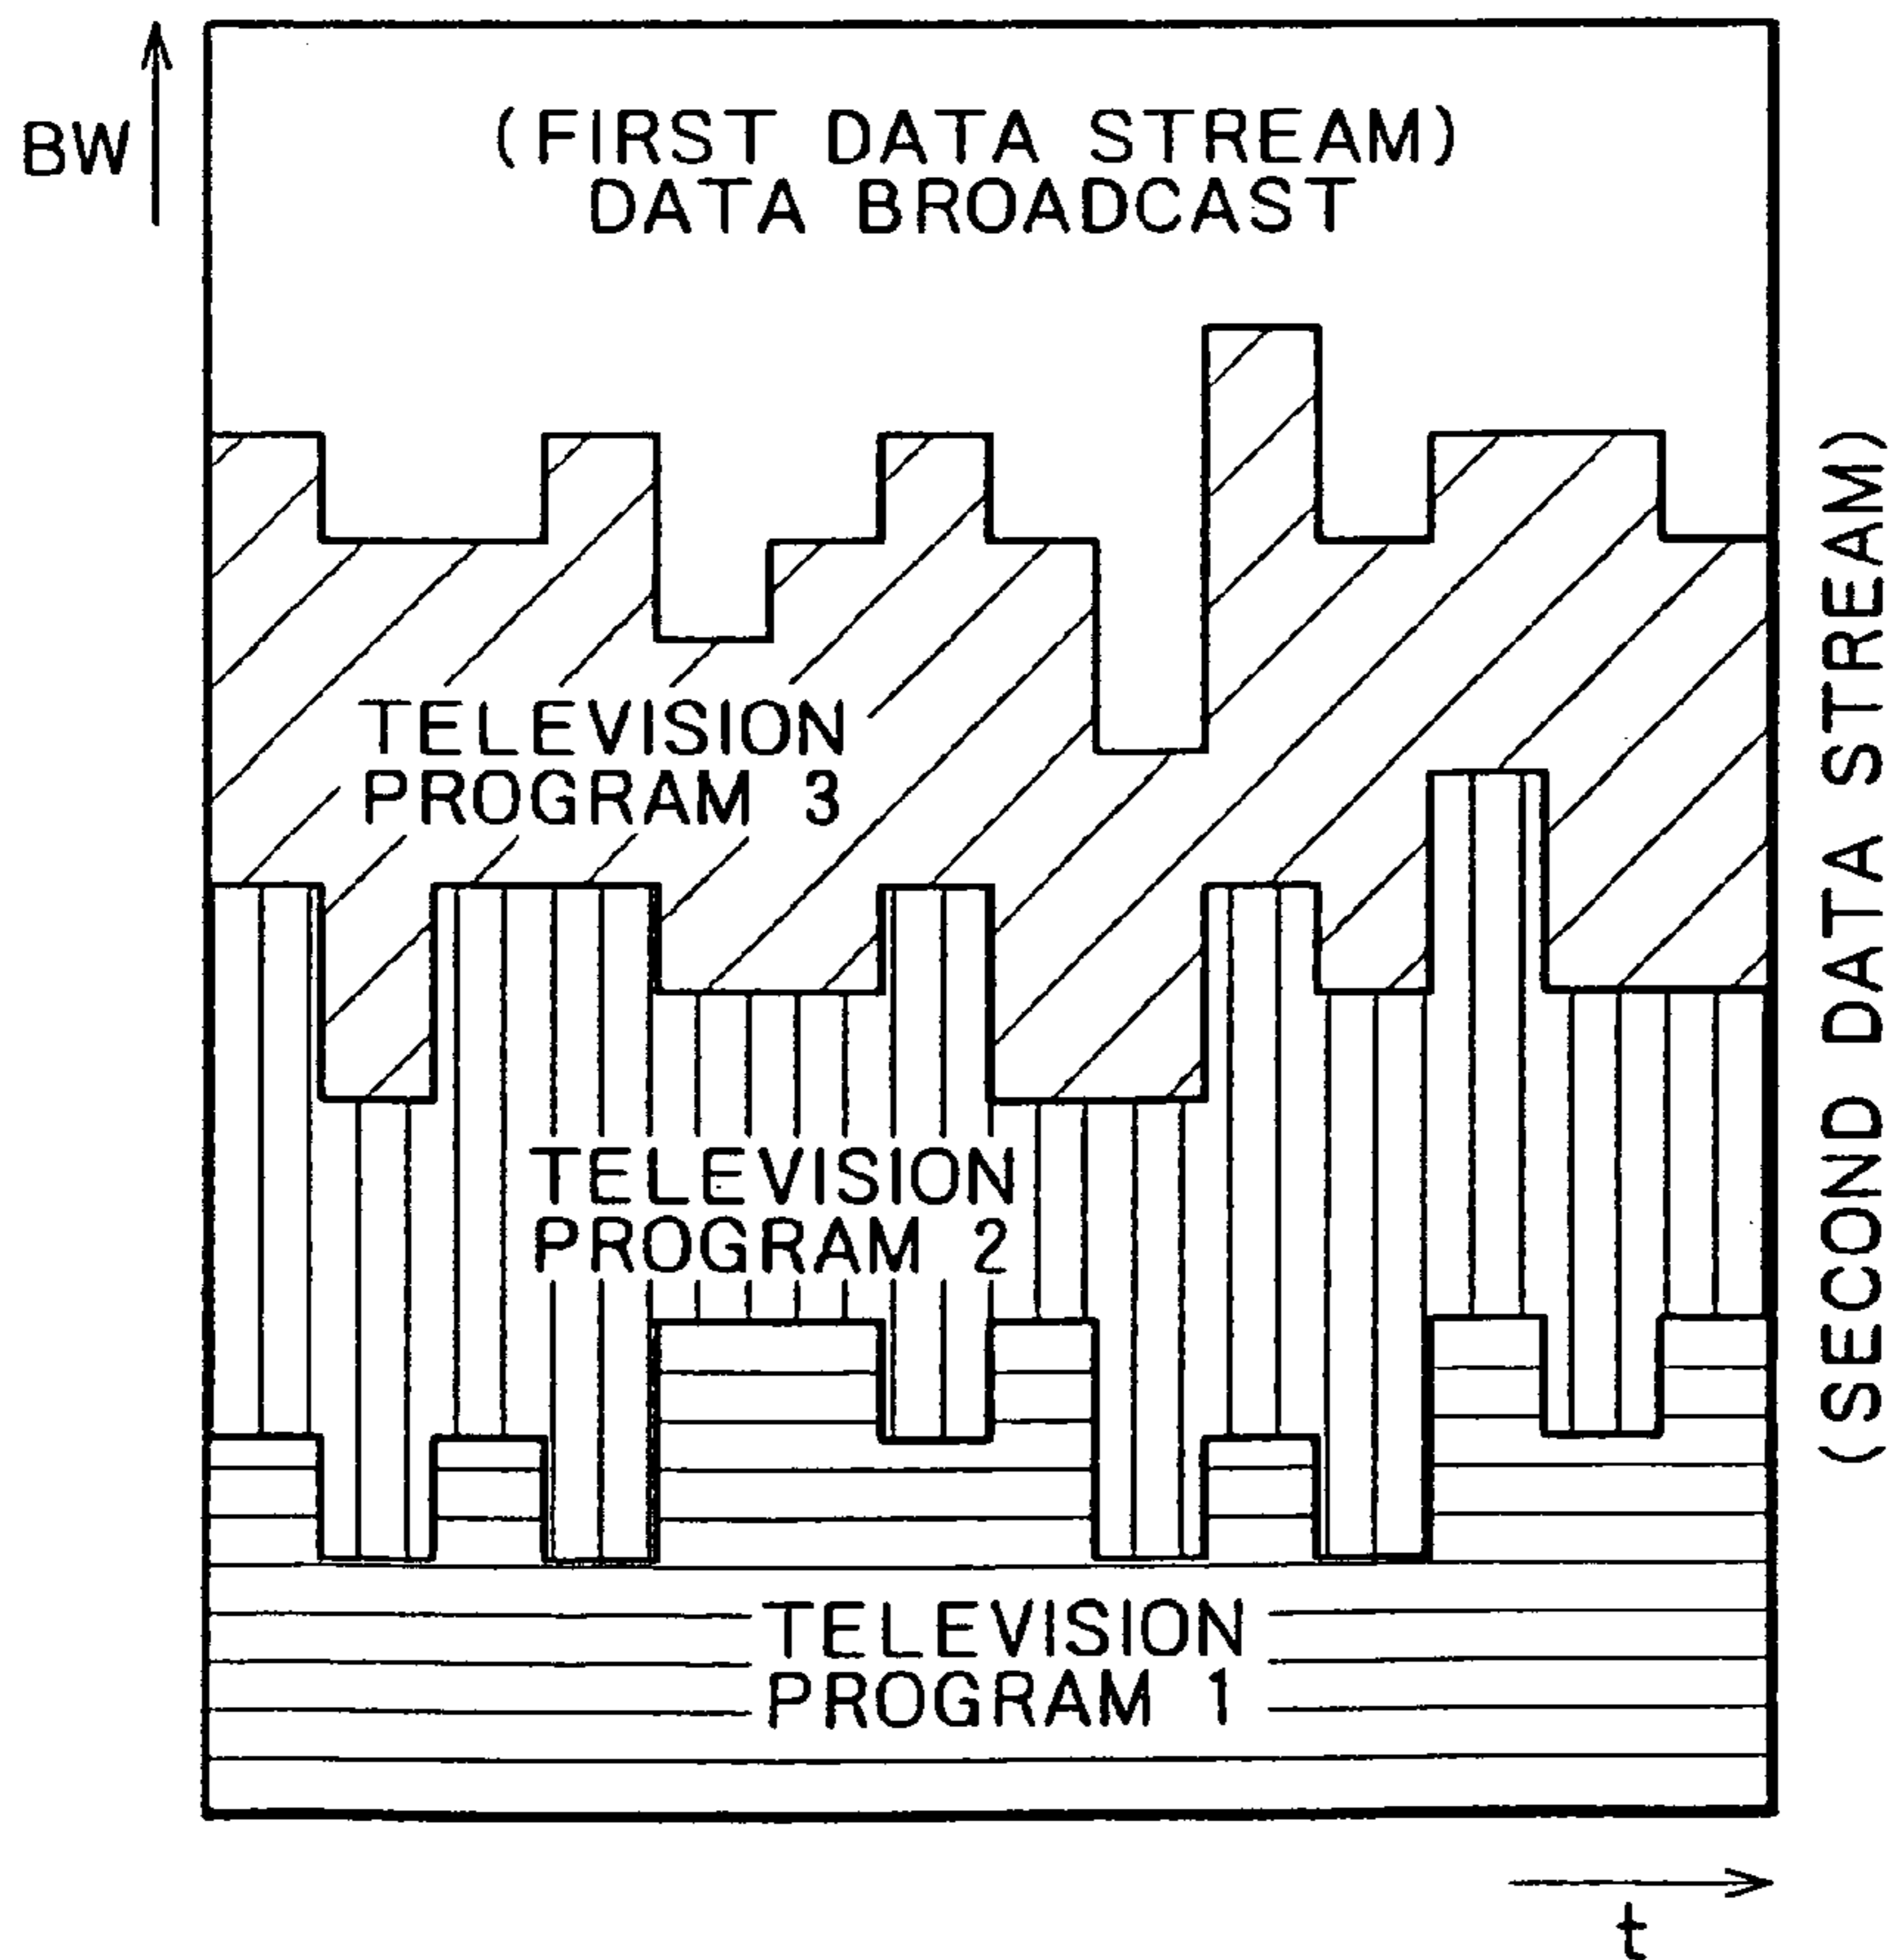 BW
(FIRST DATA STREAM)
DATA BROADCAST
TELEVISION
PROGRAM 3
TELEVISION
PROGRAM 2
TELEVISION
PROGRAM 1
(SECOND DATA STREAM)
t